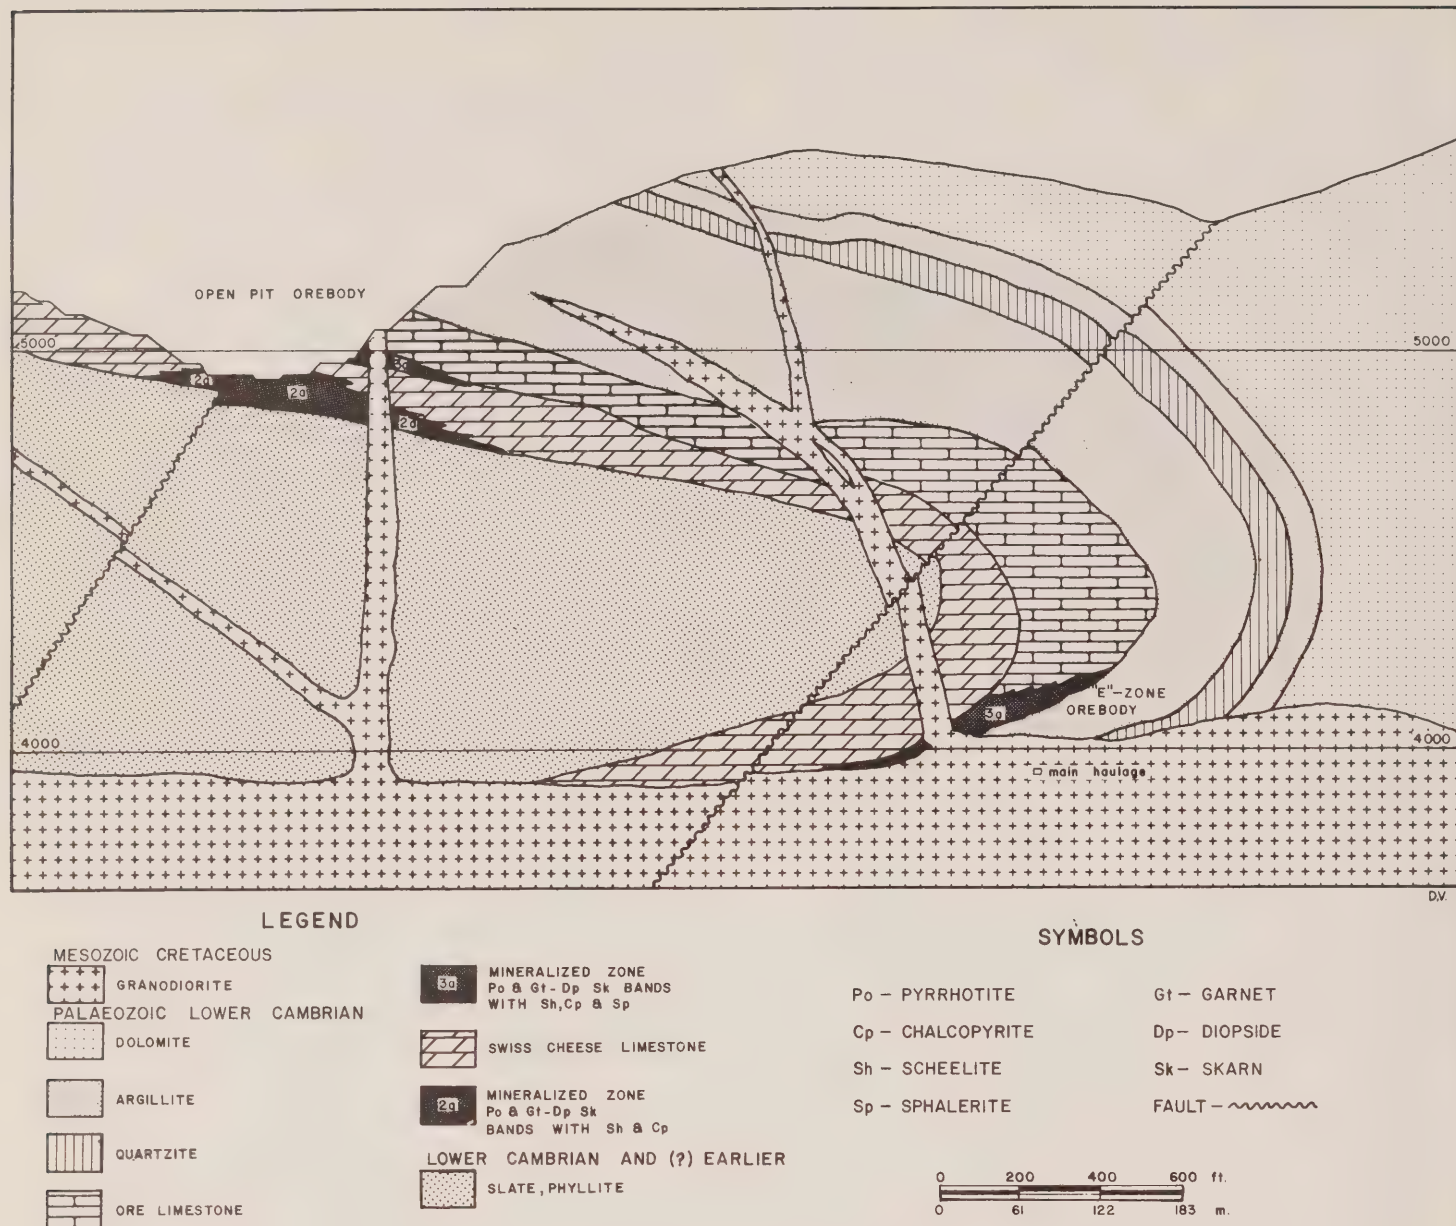 OPEN PIT OREBODY
5000
5000
2a
3a
2a
2a
"E"-ZONE
OREBODY
3a
4000
4000
main haulage
D.V.
LEGEND
MESOZOIC CRETACEOUS
GRANODIORITE
PALAEOZOIC LOWER CAMBRIAN
DOLOMITE
ARGILLITE
QUARTZITE
ORE LIMESTONE
3a
MINERALIZED ZONE
Po & Gt-Dp Sk BANDS
WITH Sh,Cp & Sp
SWISS CHEESE LIMESTONE
2a
MINERALIZED ZONE
Po & Gt-Dp Sk
BANDS WITH Sh & Cp
LOWER CAMBRIAN AND (?) EARLIER
SLATE, PHYLLITE
SYMBOLS
Po - PYRRHOTITE
Cp - CHALCOPYRITE
Sh - SCHEELITE
Sp - SPHALERITE
Gt - GARNET
Dp - DIOPSIDE
Sk - SKARN
FAULT -
0 200 400 600 ft.
0 61 122 183 m.